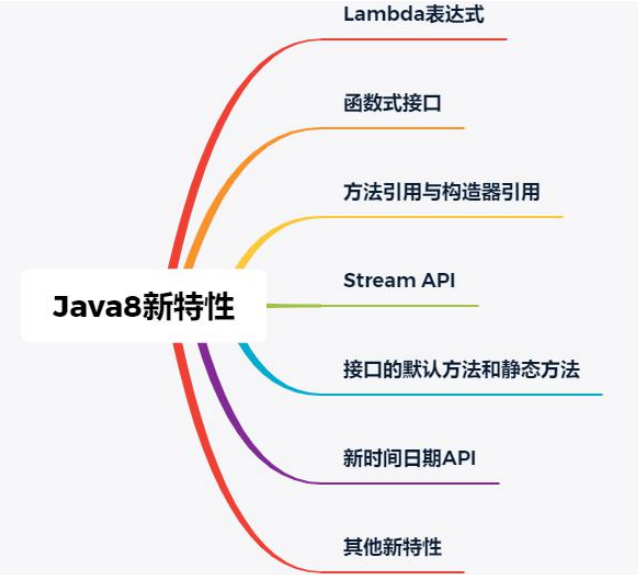 Lambda表达式
函数式接口
方法引用与构造器引用
Stream API
Java8新特性
接口的默认方法和静态方法
新时间日期API
其他新特性